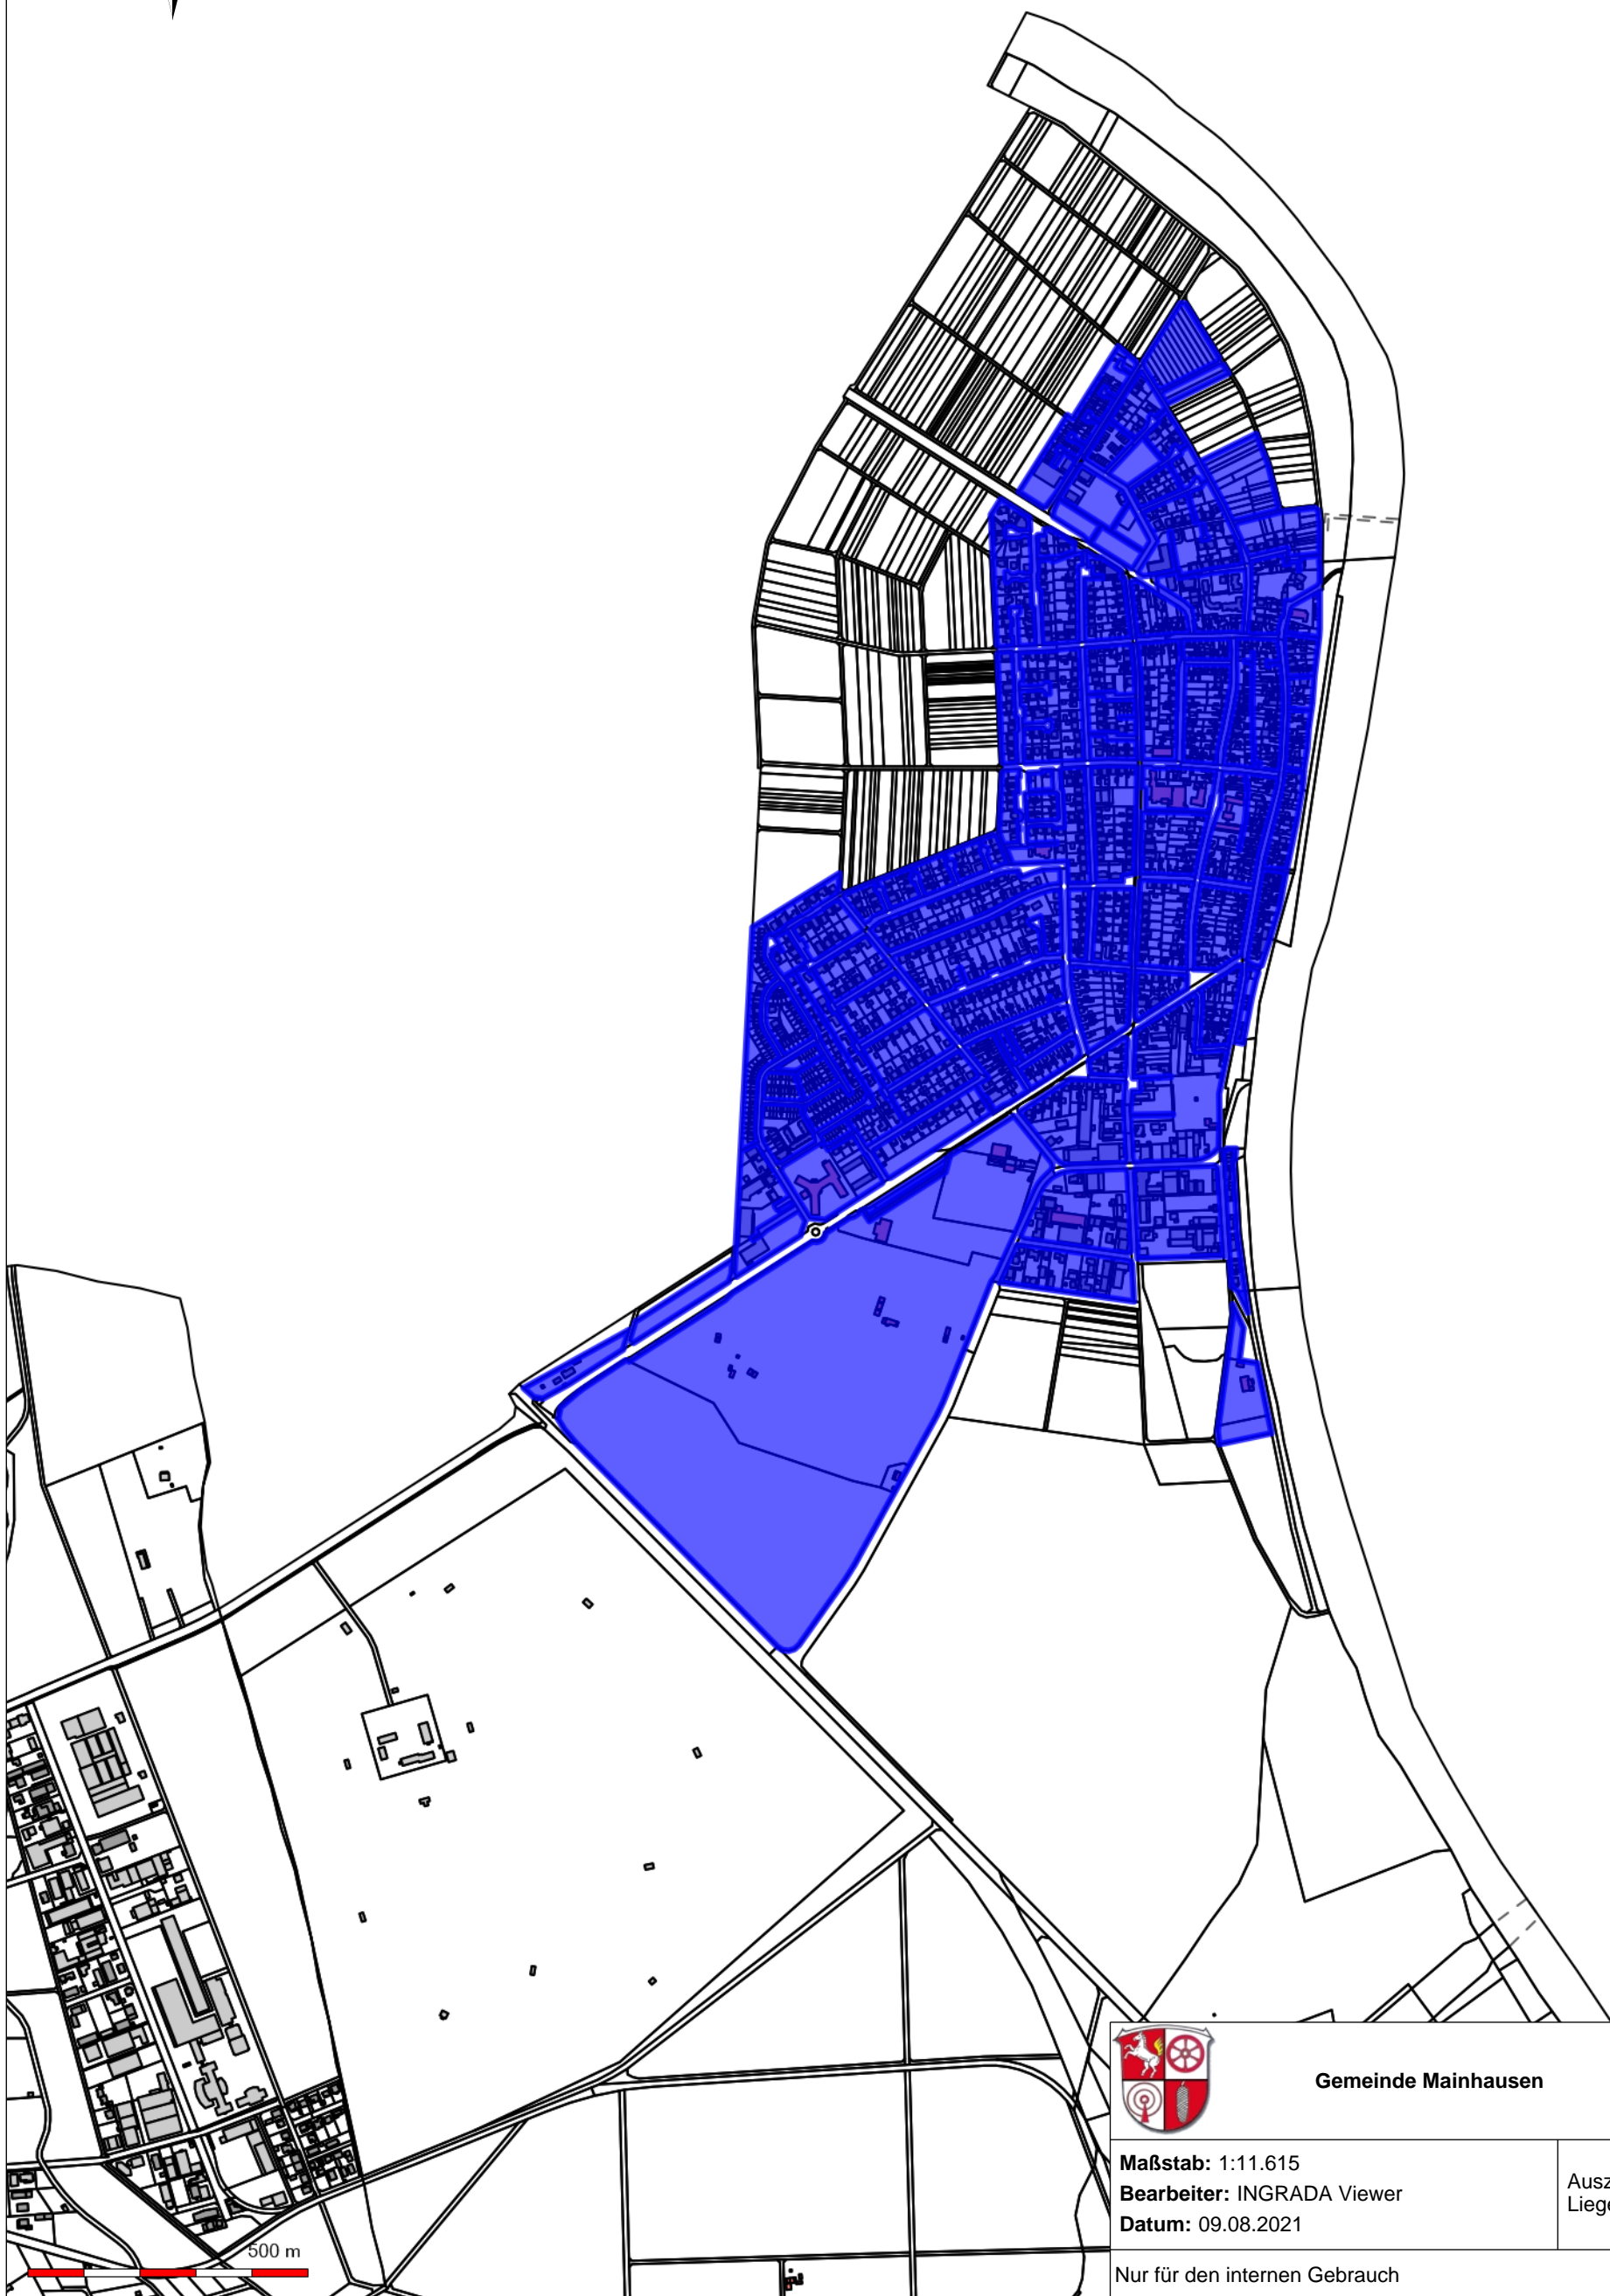 500 m
Gemeinde Mainhausen
Maßstab: 1:11.615
Bearbeiter: INGRADA Viewer
Datum: 09.08.2021
Nur für den internen Gebrauch